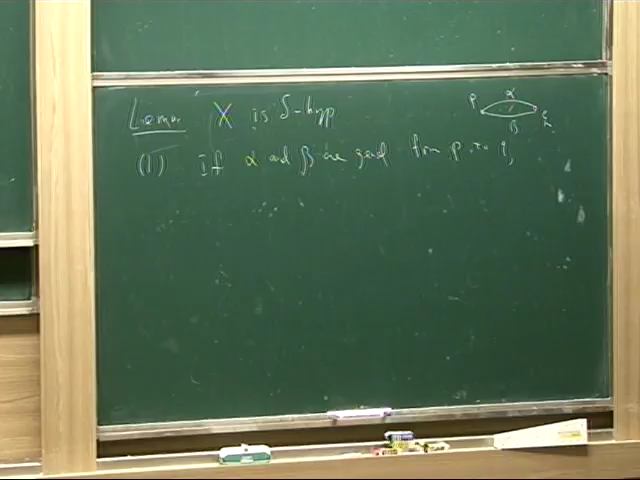 Lemma X is δ-hyp
p α β q
(1) If α and β are geod from p to q,